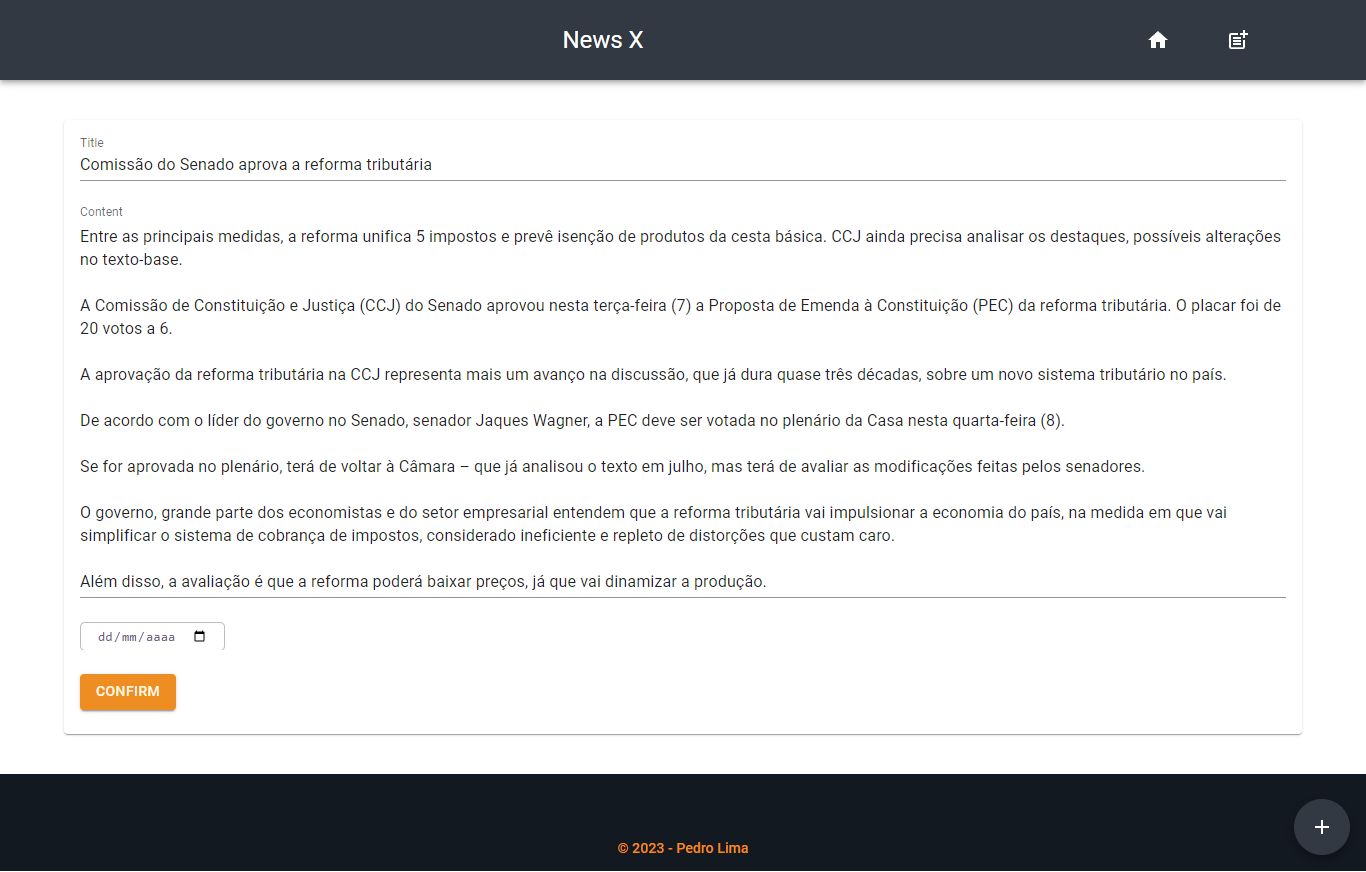 News X
Title
Comissão do Senado aprova a reforma tributária
Content
Entre as principais medidas, a reforma unifica 5 impostos e prevê isenção de produtos da cesta básica. CCJ ainda precisa analisar os destaques, possíveis alterações
no texto-base.
A Comissão de Constituição e Justiça (CCJ) do Senado aprovou nesta terça-feira (7) a Proposta de Emenda à Constituição (PEC) da reforma tributária. O placar foi de
20 votos a 6.
A aprovação da reforma tributária na CCJ representa mais um avanço na discussão, que já dura quase três décadas, sobre um novo sistema tributário no país.
De acordo com o líder do governo no Senado, senador Jaques Wagner, a PEC deve ser votada no plenário da Casa nesta quarta-feira (8).
Se for aprovada no plenário, terá de voltar à Câmara – que já analisou o texto em julho, mas terá de avaliar as modificações feitas pelos senadores.
O governo, grande parte dos economistas e do setor empresarial entendem que a reforma tributária vai impulsionar a economia do país, na medida em que vai
simplificar o sistema de cobrança de impostos, considerado ineficiente e repleto de distorções que custam caro.
Além disso, a avaliação é que a reforma poderá baixar preços, já que vai dinamizar a produção.
dd/mm/aaaa
CONFIRM
© 2023 - Pedro Lima